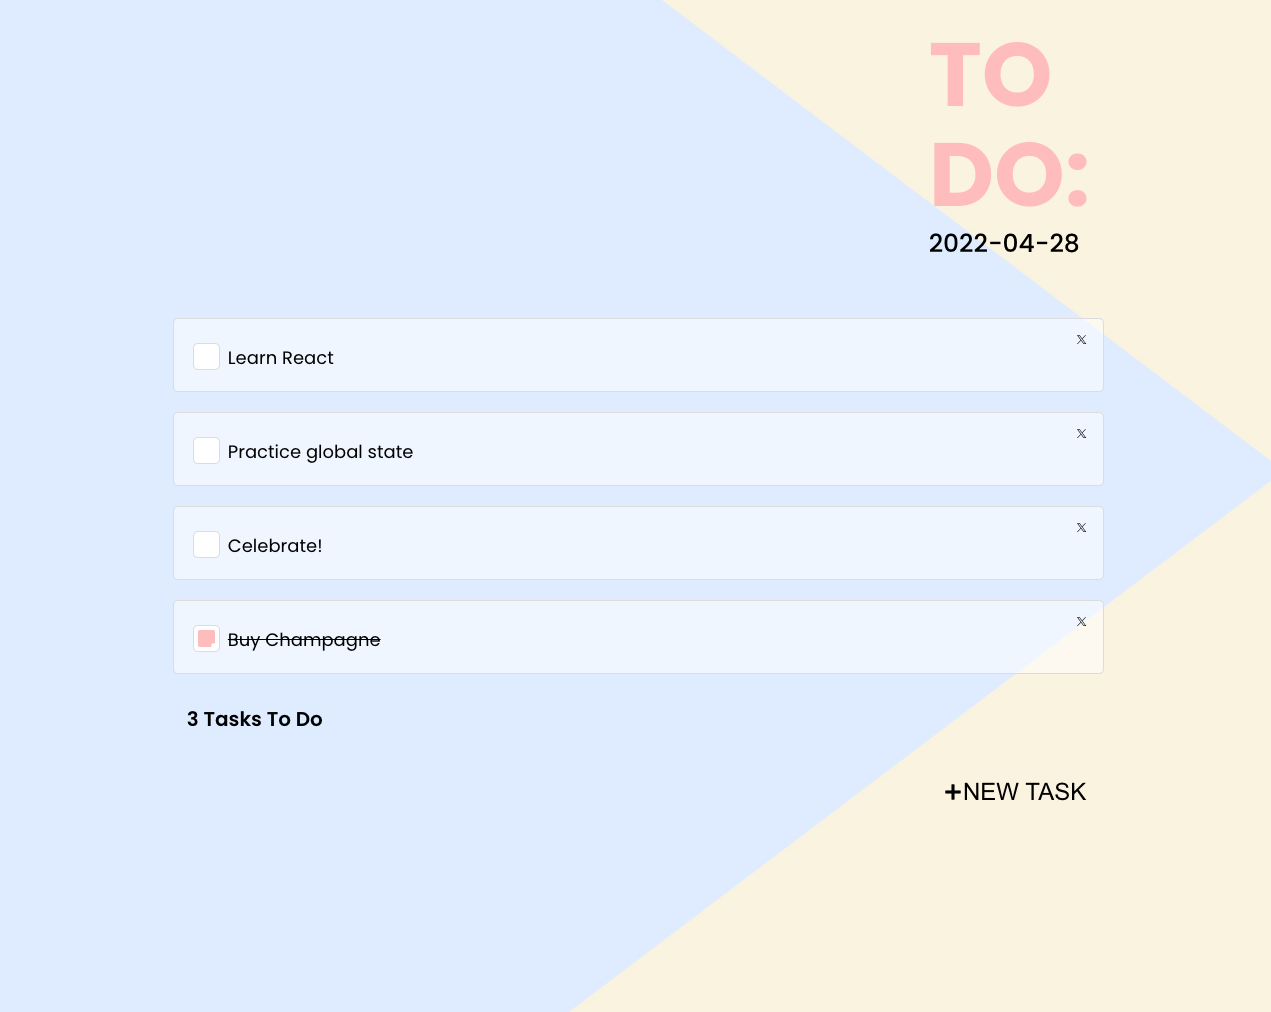 TO
DO:
2022-04-28
Learn React
𝕏
Practice global state
𝕏
Celebrate!
𝕏
Buy Champagne
𝕏
3 Tasks To Do
+NEW TASK